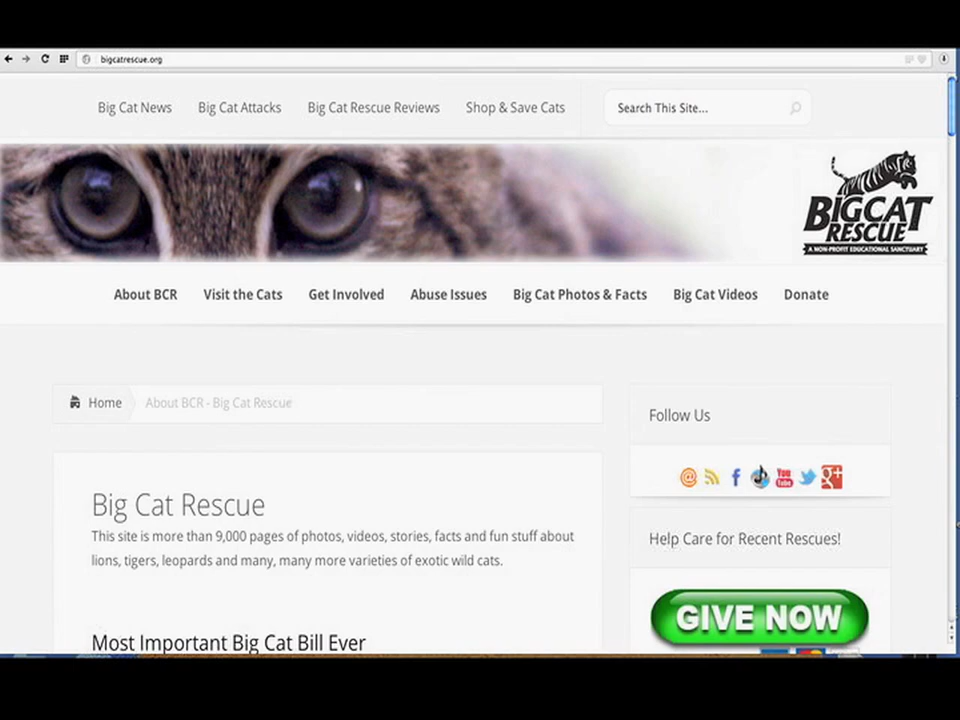 bigcatrescue.org
Big Cat News Big Cat Attacks Big Cat Rescue Reviews Shop & Save Cats Search This Site...
BIG CAT
RESCUE
A NON-PROFIT EDUCATIONAL SANCTUARY
About BCR Visit the Cats Get Involved Abuse Issues Big Cat Photos & Facts Big Cat Videos Donate
Home About BCR - Big Cat Rescue
Follow Us
You Tube
g+
Big Cat Rescue
This site is more than 9,000 pages of photos, videos, stories, facts and fun stuff about
lions, tigers, leopards and many, many more varieties of exotic wild cats.
Help Care for Recent Rescues!
GIVE NOW
Most Important Big Cat Bill Ever